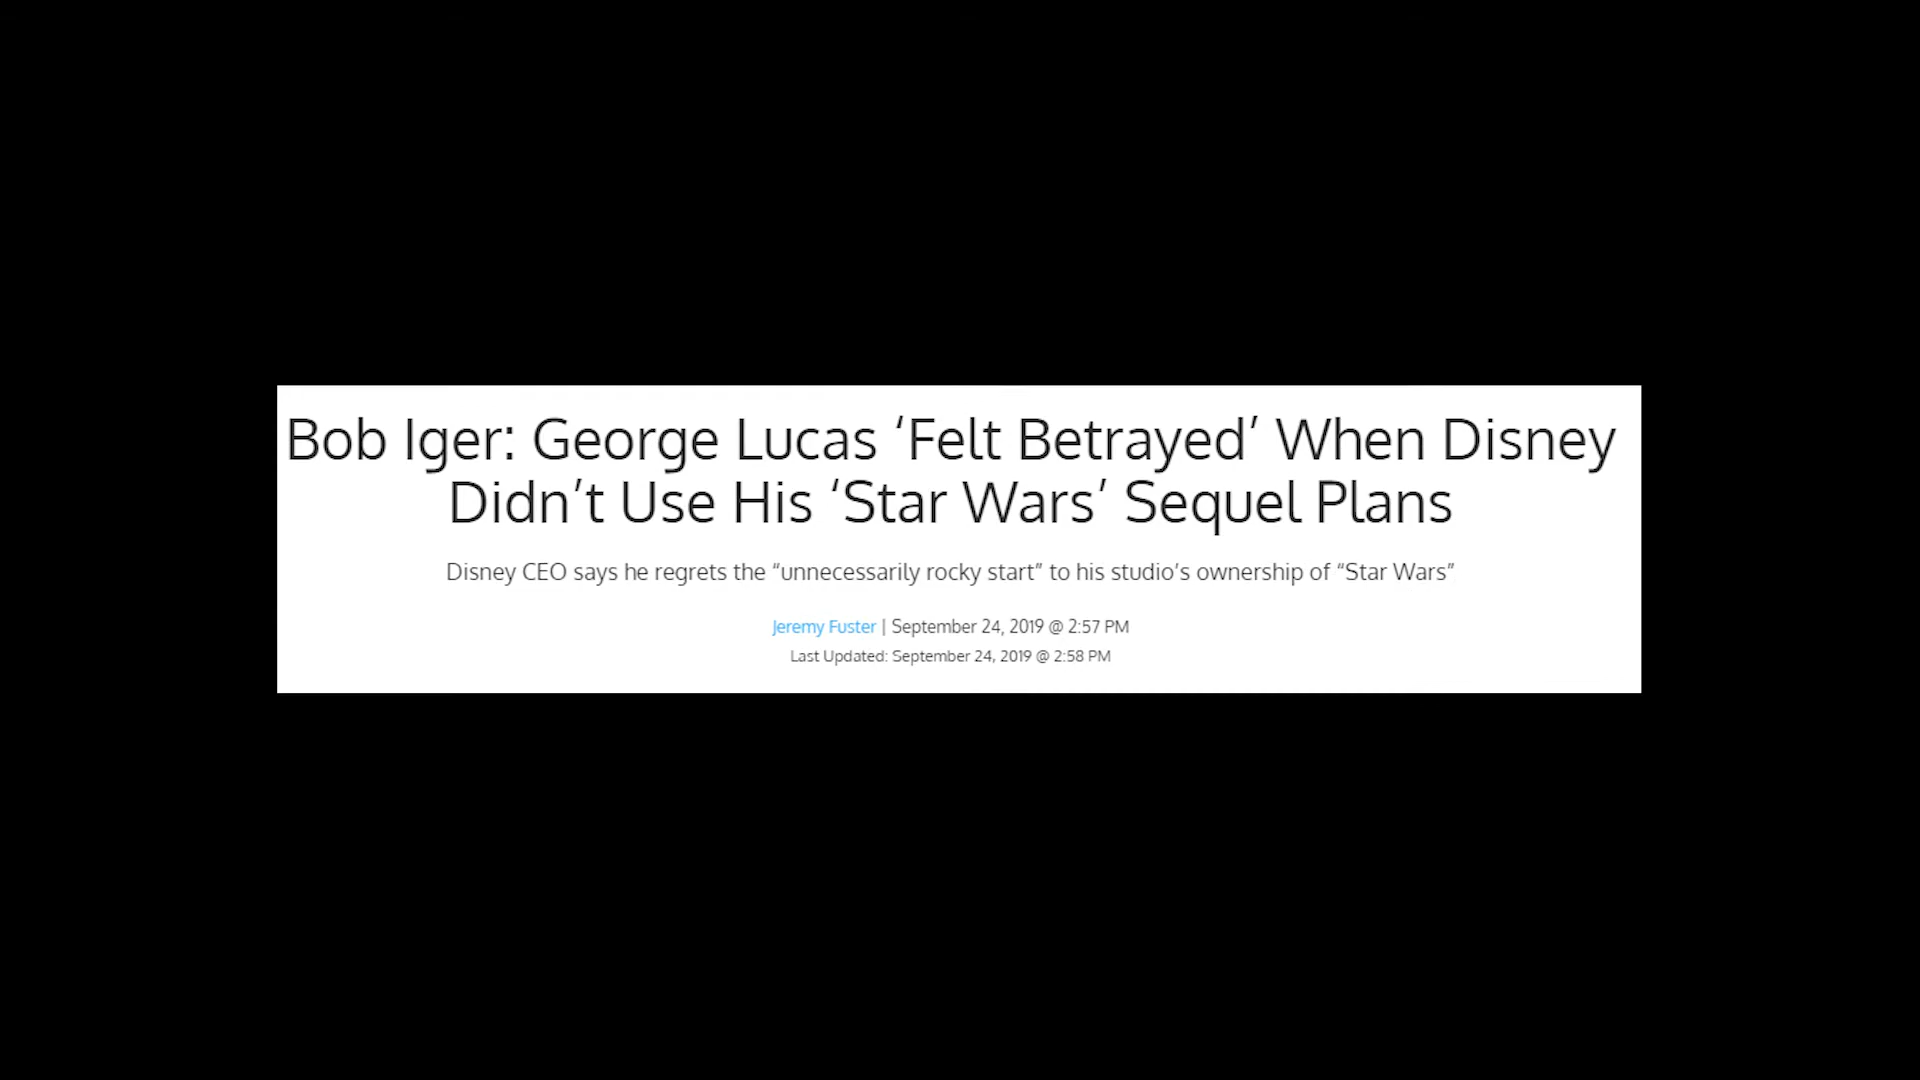 Bob Iger: George Lucas ‘Felt Betrayed’ When Disney
Didn’t Use His ‘Star Wars’ Sequel Plans
Disney CEO says he regrets the “unnecessarily rocky start” to his studio’s ownership of “Star Wars”
Jeremy Fuster | September 24, 2019 @ 2:57 PM
Last Updated: September 24, 2019 @ 2:58 PM